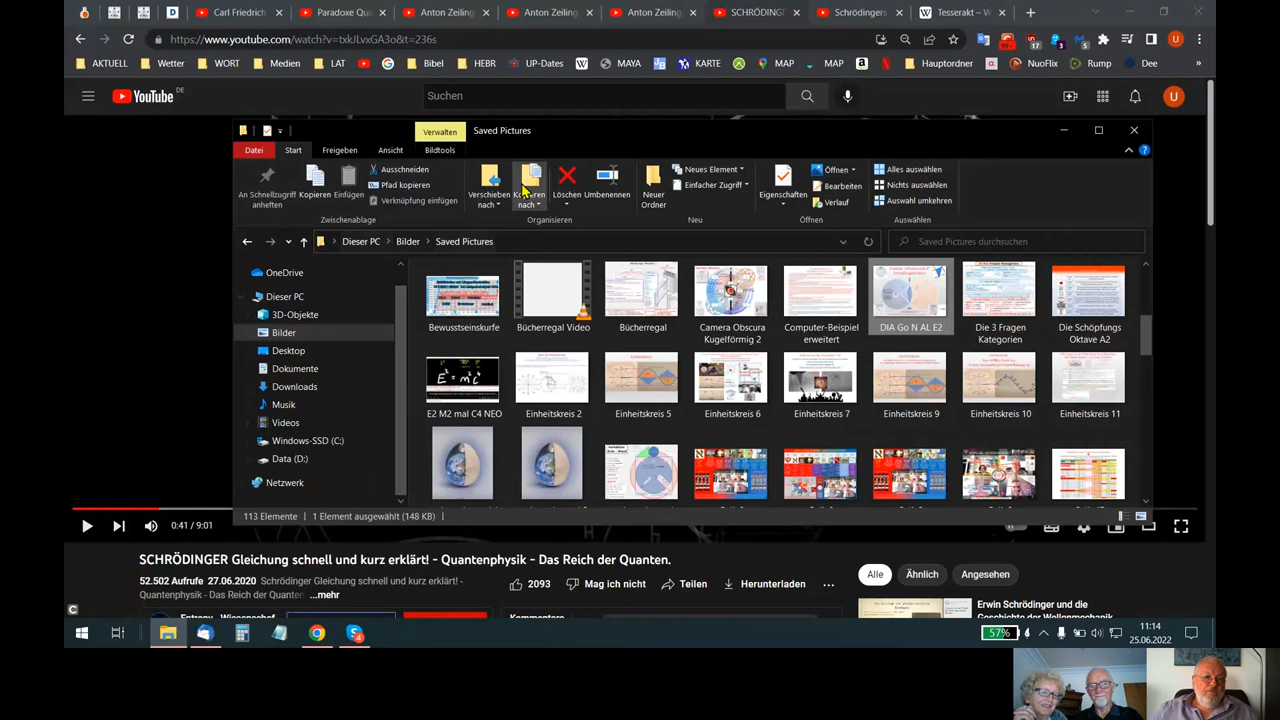 Carl Friedrich
Paradoxe Qu
Anton Zeiling
Anton Zeiling
Anton Zeiling
SCHRÖDINGE
Schrödingers
Tesserakt – W
https://www.youtube.com/watch?v=txkJLvxGA3o&t=236s
AKTUELL Wetter WORT Medien LAT Bibel HEBR UP-Dates MAYA KARTE MAP MAP Hauptordner NuoFlix Rump Dee
YouTube DE
Suchen
Verwalten
Saved Pictures
Datei Start Freigeben Ansicht Bildtools
An Schnellzugriff anheften
Kopieren
Einfügen
Ausschneiden
Pfad kopieren
Verknüpfung einfügen
Zwischenablage
Verschieben nach
nach
Löschen
Umbenennen
Organisieren
Neuer Ordner
Neues Element
Einfacher Zugriff
Neu
Eigenschaften
Öffnen
Bearbeiten
Verlauf
Öffnen
Alles auswählen
Nichts auswählen
Auswahl umkehren
Auswählen
Dieser PC Bilder Saved Pictures
Saved Pictures durchsuchen
OneDrive
Dieser PC
3D-Objekte
Bilder
Desktop
Dokumente
Downloads
Musik
Videos
Windows-SSD (C:)
Data (D:)
Netzwerk
Bewusstseinskurfe
Bücherregal Video
Bücherregal
Camera Obscura Kugelförmig 2
Computer-Beispiel erweitert
DIA Go N AL E2
Die 3 Fragen Kategorien
Die Schöpfungs Oktave A2
E2 M2 mal C4 NEO
Einheitskreis 2
Einheitskreis 5
Einheitskreis 6
Einheitskreis 7
Einheitskreis 9
Einheitskreis 10
Einheitskreis 11
113 Elemente 1 Element ausgewählt (148 KB)
0:41 / 9:01
SCHRÖDINGER Gleichung schnell und kurz erklärt! - Quantenphysik - Das Reich der Quanten.
52.502 Aufrufe 27.06.2020 Schrödinger Gleichung schnell und kurz erklärt! -
Quantenphysik - Das Reich der Quanten. ...mehr
2093 Mag ich nicht Teilen Herunterladen
Alle Ähnlich Angesehen
Erwin Schrödinger und die
Geschichte der Wellenmechanik
57%
11:14
25.06.2022